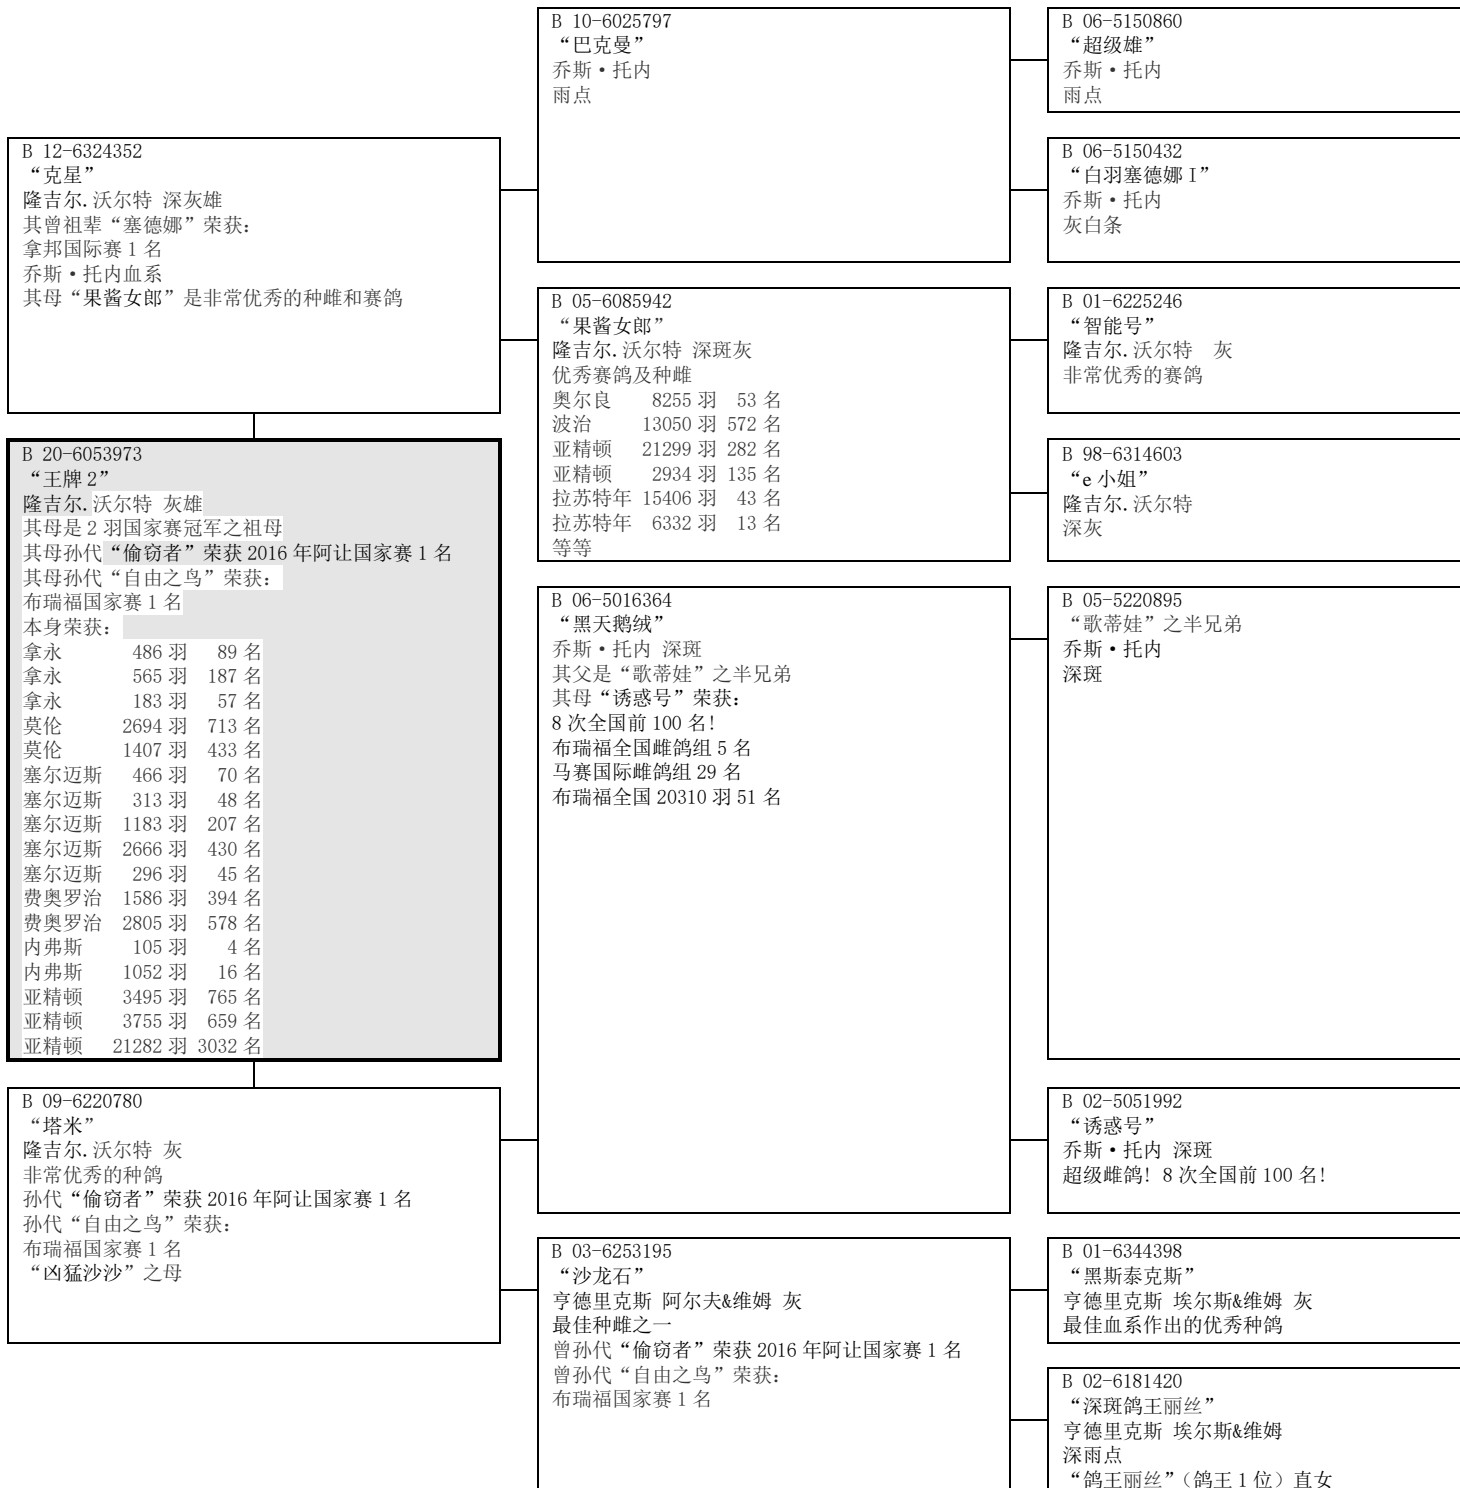 B 12-6324352
“克星”
隆吉尔.沃尔特 深灰雄
其曾祖辈“塞德娜”荣获:
拿邦国际赛 1 名
乔斯·托内血系
其母“果酱女郎”是非常优秀的种雌和赛鸽
B 20-6053973
“王牌 2”
隆吉尔.沃尔特 灰雄
其母是 2 羽国家赛冠军之祖母
其母孙代“偷窃者”荣获 2016 年阿让国家赛 1 名
其母孙代“自由之鸟”荣获:
布瑞福国家赛 1 名
本身荣获:
拿永 486 羽 89 名
拿永 565 羽 187 名
拿永 183 羽 57 名
莫伦 2694 羽 713 名
莫伦 1407 羽 433 名
塞尔迈斯 466 羽 70 名
塞尔迈斯 313 羽 48 名
塞尔迈斯 1183 羽 207 名
塞尔迈斯 2666 羽 430 名
塞尔迈斯 296 羽 45 名
费奥罗治 1586 羽 394 名
费奥罗治 2805 羽 578 名
内弗斯 105 羽 4 名
内弗斯 1052 羽 16 名
亚精顿 3495 羽 765 名
亚精顿 3755 羽 659 名
亚精顿 21282 羽 3032 名
B 09-6220780
“塔米”
隆吉尔.沃尔特 灰
非常优秀的种鸽
孙代“偷窃者”荣获 2016 年阿让国家赛 1 名
孙代“自由之鸟”荣获:
布瑞福国家赛 1 名
“凶猛沙沙”之母
B 10-6025797
“巴克曼”
乔斯·托内
雨点
B 05-6085942
“果酱女郎”
隆吉尔.沃尔特 深斑灰
优秀赛鸽及种雌
奥尔良 8255 羽 53 名
波治 13050 羽 572 名
亚精顿 21299 羽 282 名
亚精顿 2934 羽 135 名
拉苏特年 15406 羽 43 名
拉苏特年 6332 羽 13 名
等等
B 06-5016364
“黑天鹅绒”
乔斯·托内 深斑
其父是“歌蒂娃”之半兄弟
其母“诱惑号”荣获:
8 次全国前 100 名!
布瑞福全国雌鸽组 5 名
马赛国际雌鸽组 29 名
布瑞福全国 20310 羽 51 名
B 03-6253195
“沙龙石”
亨德里克斯 阿尔夫&维姆 灰
最佳种雌之一
曾孙代“偷窃者”荣获 2016 年阿让国家赛 1 名
曾孙代“自由之鸟”荣获:
布瑞福国家赛 1 名
B 06-5150860
“超级雄”
乔斯·托内
雨点
B 06-5150432
“白羽塞德娜 I”
乔斯·托内
灰白条
B 01-6225246
“智能号”
隆吉尔.沃尔特 灰
非常优秀的赛鸽
B 98-6314603
“e 小姐”
隆吉尔.沃尔特
深灰
B 05-5220895
“歌蒂娃”之半兄弟
乔斯·托内
深斑
B 02-5051992
“诱惑号”
乔斯·托内 深斑
超级雌鸽! 8 次全国前 100 名!
B 01-6344398
“黑斯泰克斯”
亨德里克斯 埃尔斯&维姆 灰
最佳血系作出的优秀种鸽
B 02-6181420
“深斑鸽王丽丝”
亨德里克斯 埃尔斯&维姆
深雨点
“鸽王丽丝”（鸽王 1 位）直女